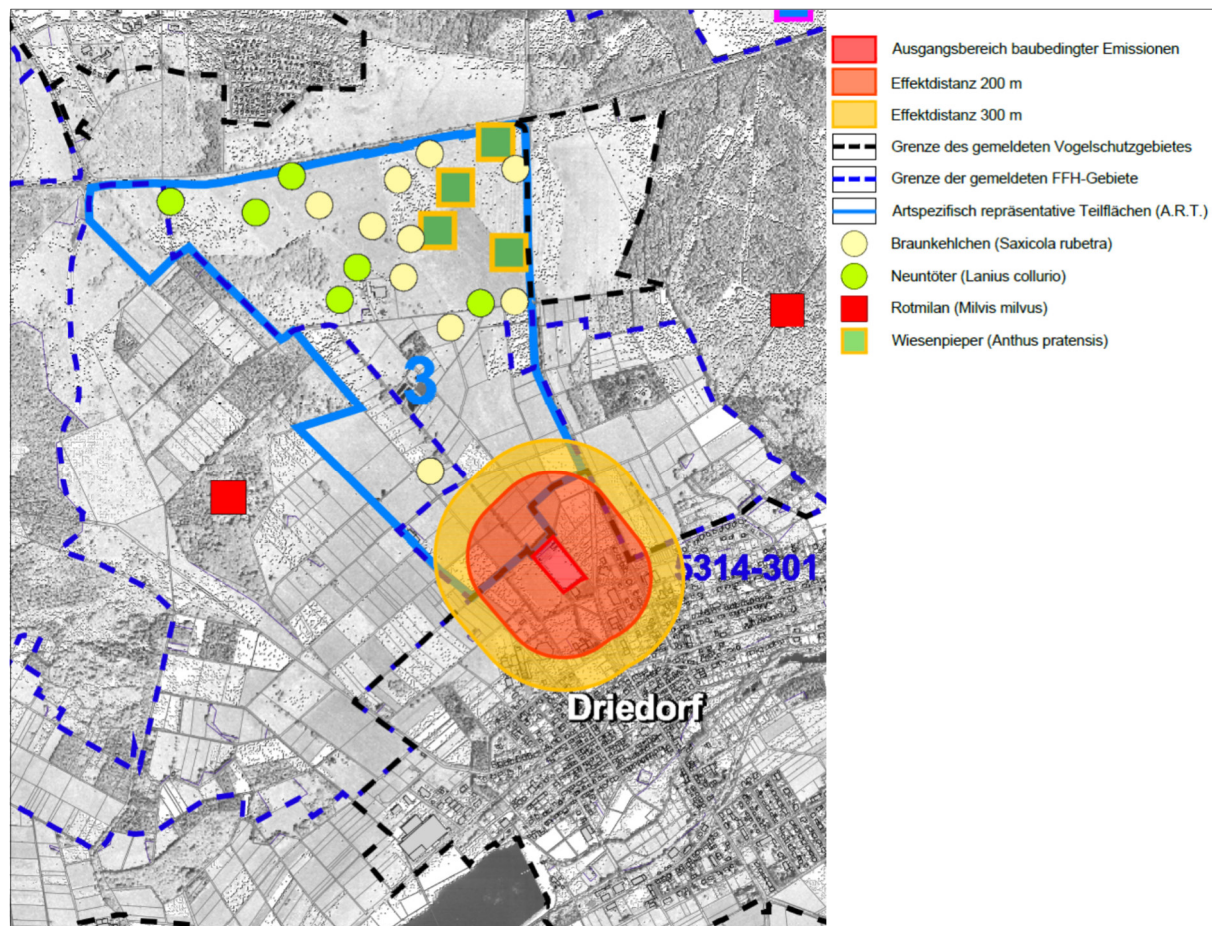 Ausgangsbereich baubedingter Emissionen
Effektdistanz 200 m
Effektdistanz 300 m
Grenze des gemeldeten Vogelschutzgebietes
Grenze der gemeldeten FFH-Gebiete
Artspezifisch repräsentative Teilflächen (A.R.T.)
Braunkehlchen (Saxicola rubetra)
Neuntöter (Lanius collurio)
Rotmilan (Milvis milvus)
Wiesenpieper (Anthus pratensis)
3
5314-301
Driedorf